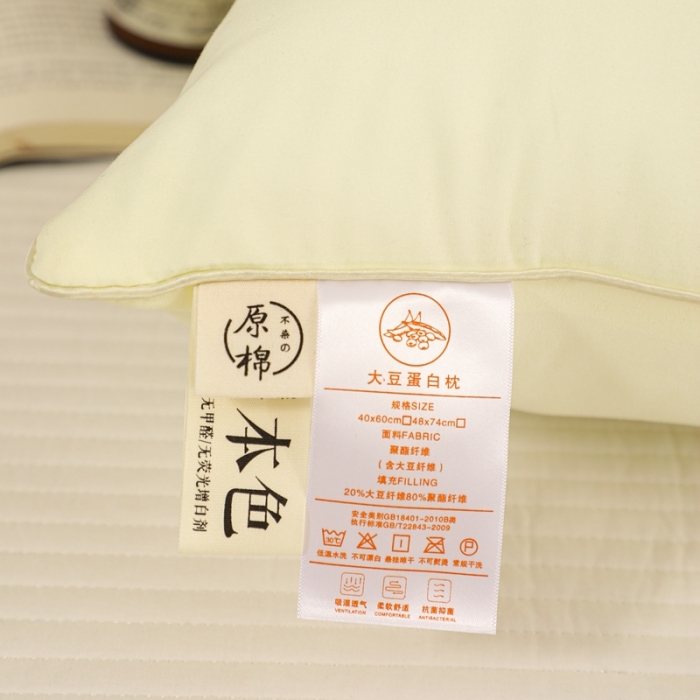 不染の
原棉
本色
无甲醛/无荧光增白剂
大豆蛋白枕
规格SIZE
40x60cm□48x74cm□
面料FABRIC
聚酯纤维
(含大豆纤维)
填充FILLING
20%大豆纤维80%聚酯纤维
安全类别GB18401-2010B类
执行标准GB/T22843-2009
30℃
P
低温水洗 不可漂白 悬挂晾干 不可熨烫 常规干洗
吸湿透气 柔软舒适 抗菌抑菌
VENTILATION COMFORTABLE